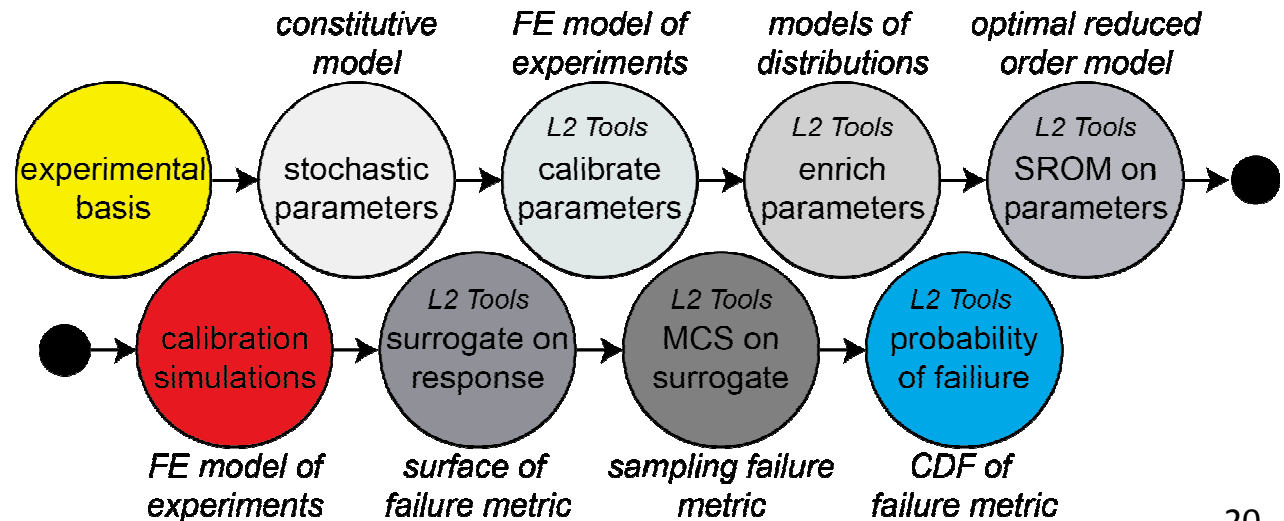 constitutive
model
FE model of
experiments
models of
distributions
optimal reduced
order model
experimental
basis
stochastic
parameters
L2 Tools
calibrate
parameters
L2 Tools
enrich
parameters
L2 Tools
SROM on
parameters
calibration
simulations
L2 Tools
surrogate on
response
L2 Tools
MCS on
surrogate
L2 Tools
probability
of failiure
FE model of
experiments
surface of
failure metric
sampling failure
metric
CDF of
failure metric